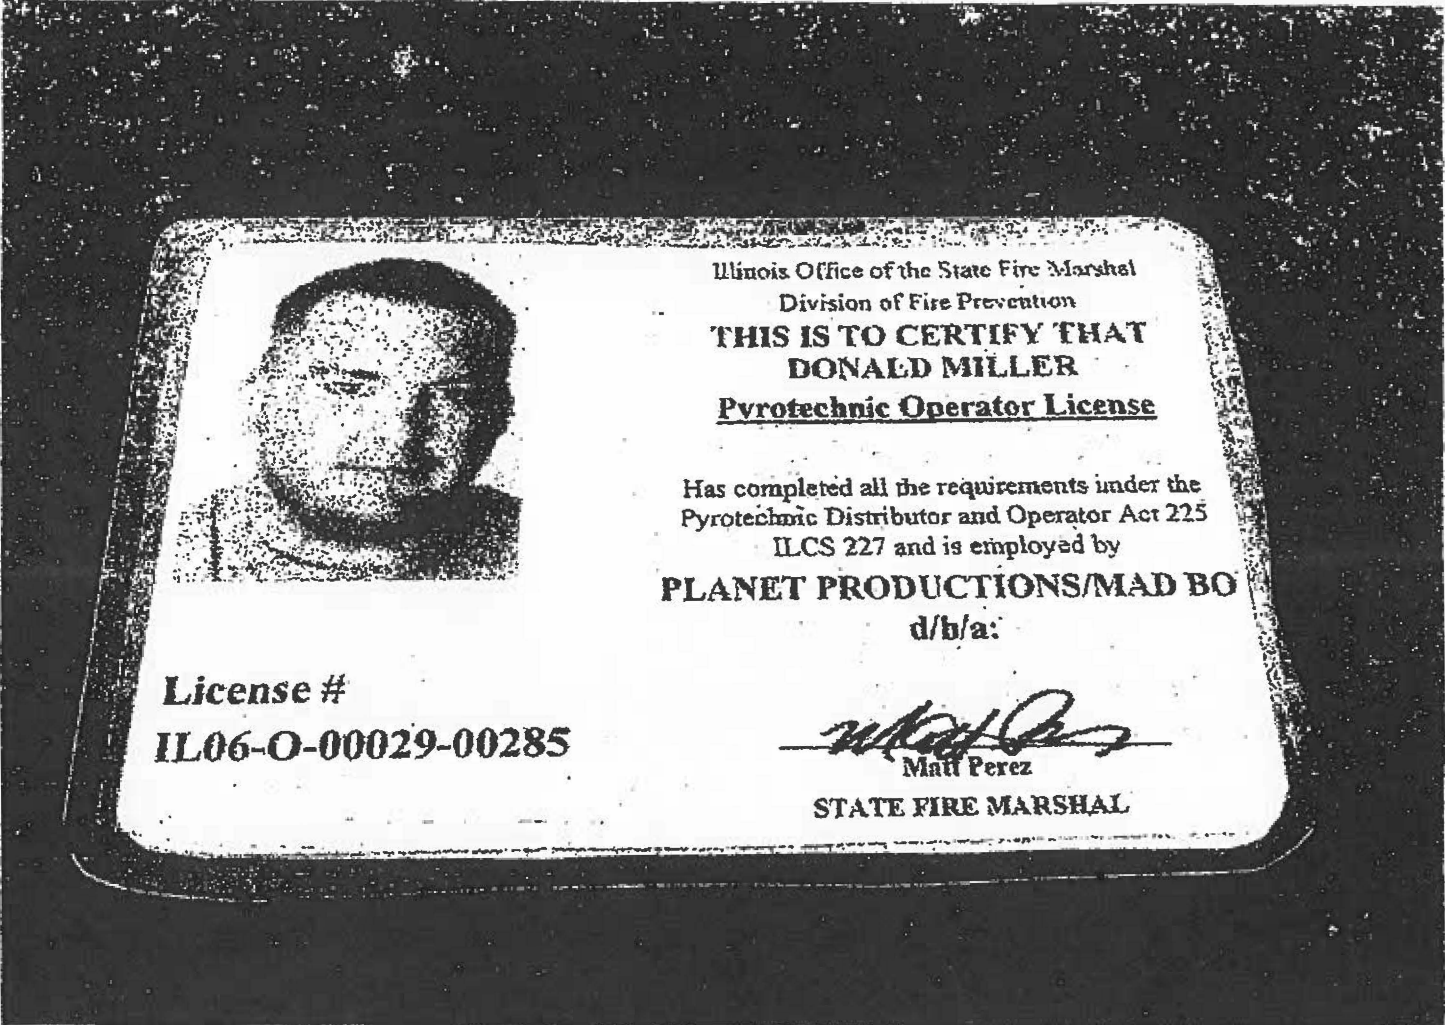 Illinois Office of the State Fire Marshal
Division of Fire Prevention
THIS IS TO CERTIFY THAT
DONALD MILLER
Pyrotechnic Operator License
Has completed all the requirements under the
Pyrotechnic Distributor and Operator Act 225
ILCS 227 and is employed by
PLANET PRODUCTIONS/MAD BO
d/b/a:
License #
IL06-O-00029-00285
Matt Perez
Matt Perez
STATE FIRE MARSHAL